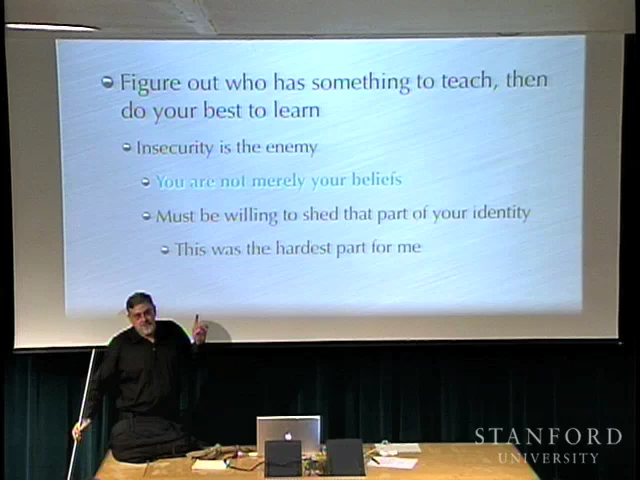 Figure out who has something to teach, then
do your best to learn
Insecurity is the enemy
You are not merely your beliefs
Must be willing to shed that part of your identity
This was the hardest part for me
STANFORD
UNIVERSITY